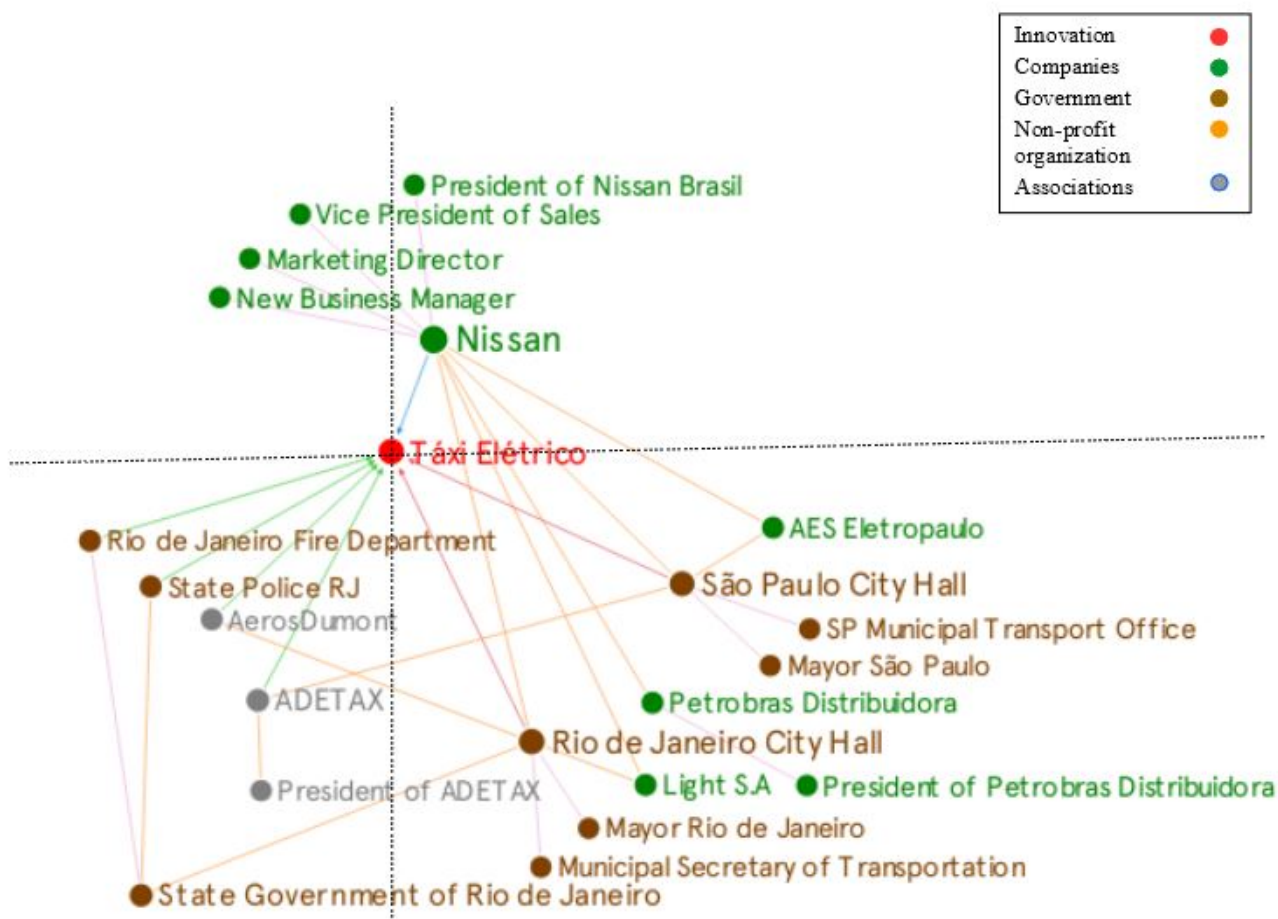 Innovation
Companies
Government
Non-profit
organization
Associations
President of Nissan Brasil
Vice President of Sales
Marketing Director
New Business Manager
Nissan
Táxi Elétrico
AES Eletropaulo
Rio de Janeiro Fire Department
São Paulo City Hall
State Police RJ
AerosDumont
SP Municipal Transport Office
Mayor São Paulo
ADETAX
Petrobras Distribuidora
Rio de Janeiro City Hall
President of ADETAX
Light S.A
President of Petrobras Distribuidora
Mayor Rio de Janeiro
Municipal Secretary of Transportation
State Government of Rio de Janeiro